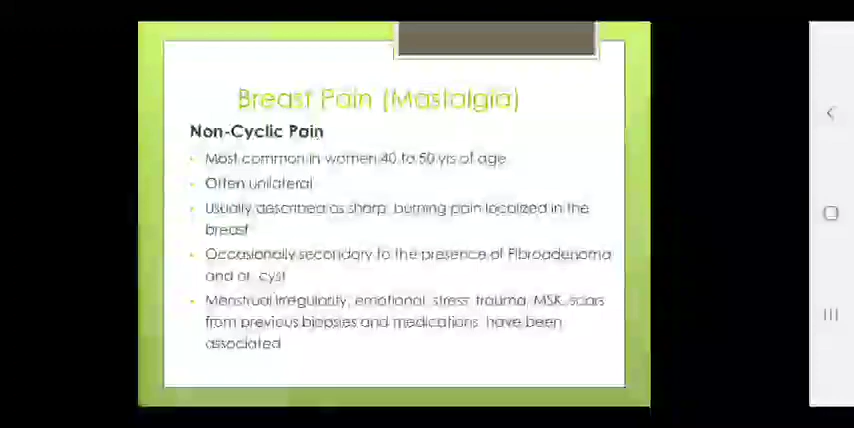 Breast Pain (Mastalgia)
Non-Cyclic Pain
• Most common in women 40 to 50 yrs of age
• Often unilateral
• Usually described as sharp, burning pain localized in the
breast
• Occasionally secondary to the presence of Fibroadenoma
and or cyst
• Menstrual irregularity, emotional stress, trauma, MSK, scars
from previous biopsies and medications have been
associated